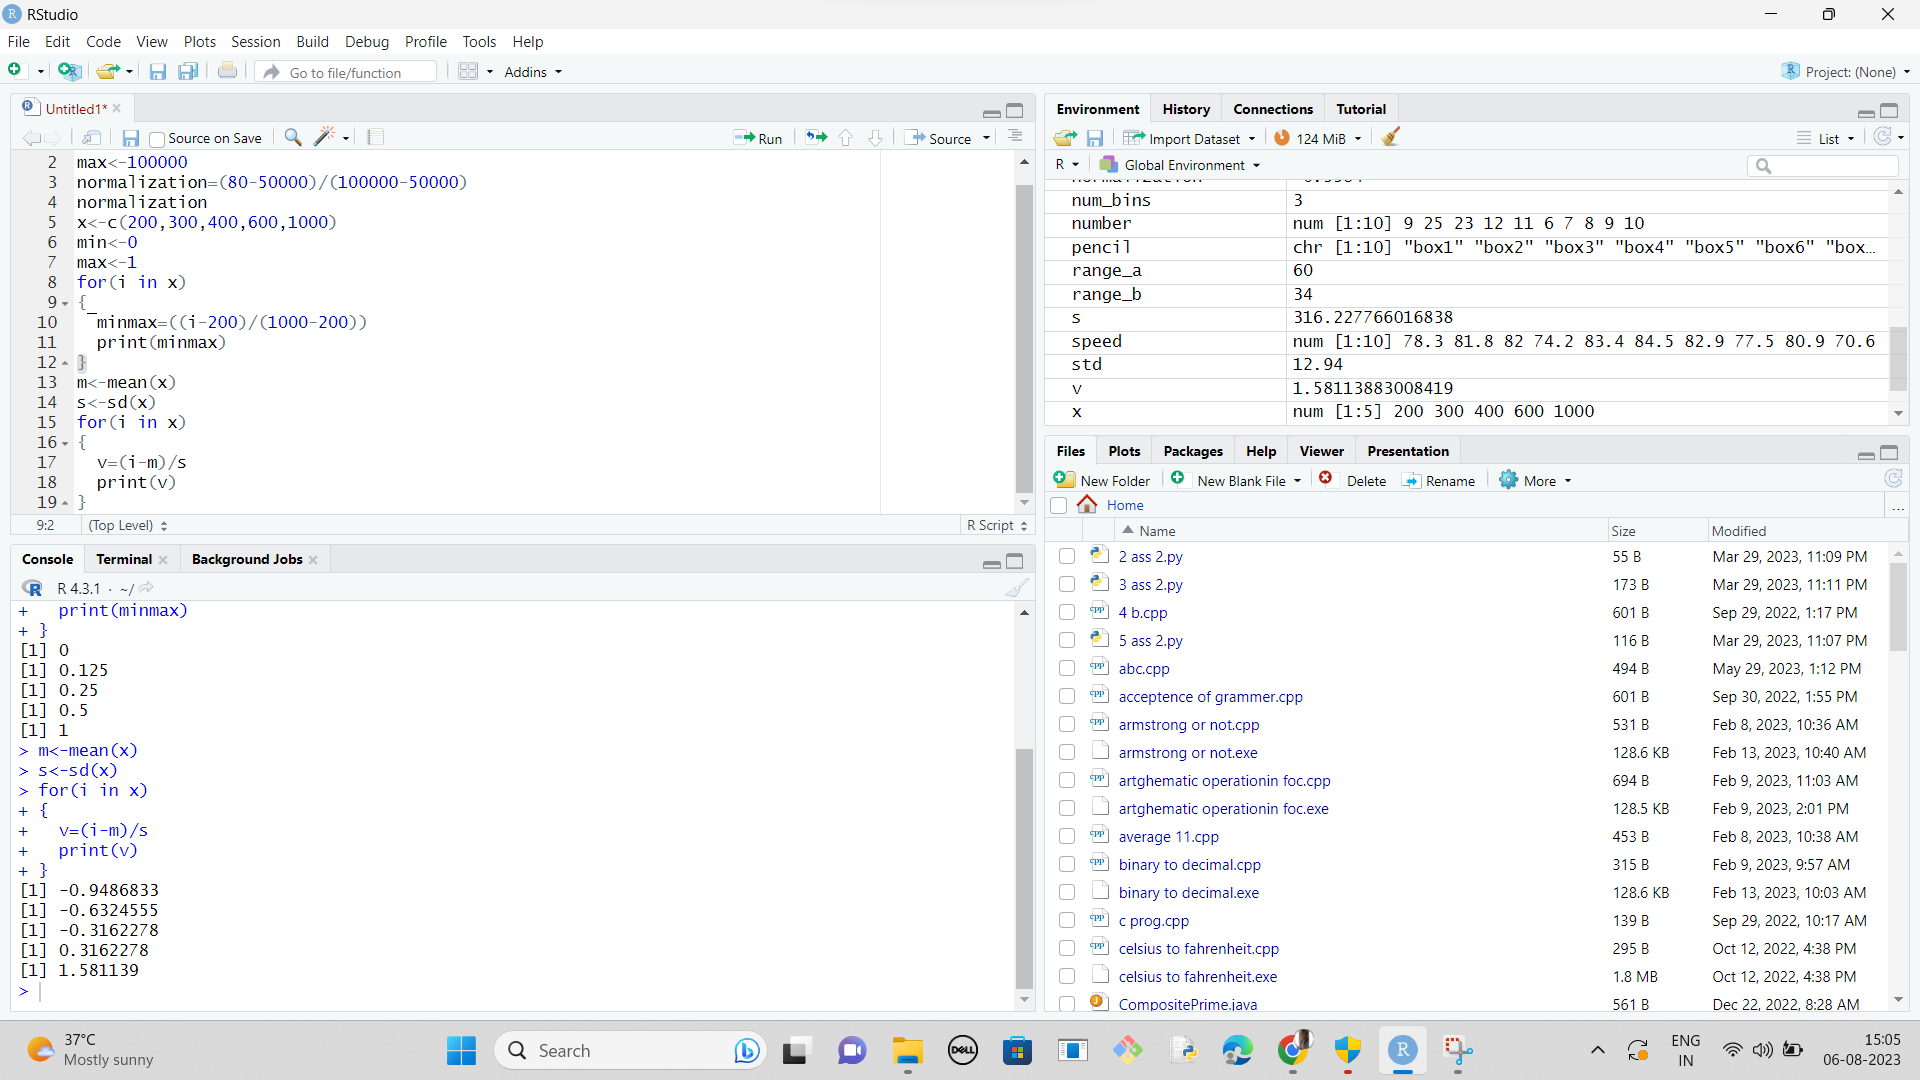 RStudio
File Edit Code View Plots Session Build Debug Profile Tools Help
Go to file/function Addins Project: (None)
Untitled1*
Source on Save Run Source
2 max<-100000
3 normalization=(80-50000)/(100000-50000)
4 normalization
5 x<-c(200,300,400,600,1000)
6 min<-0
7 max<-1
8 for(i in x)
9 {
10 minmax=((i-200)/(1000-200))
11 print(minmax)
12 }
13 m<-mean(x)
14 s<-sd(x)
15 for(i in x)
16 {
17 v=(i-m)/s
18 print(v)
19 }
9:2 (Top Level) R Script
Console Terminal Background Jobs
R 4.3.1 · ~/
+ print(minmax)
+ }
[1] 0
[1] 0.125
[1] 0.25
[1] 0.5
[1] 1
> m<-mean(x)
> s<-sd(x)
> for(i in x)
+ {
+ v=(i-m)/s
+ print(v)
+ }
[1] -0.9486833
[1] -0.6324555
[1] -0.3162278
[1] 0.3162278
[1] 1.581139
>
Environment History Connections Tutorial
Import Dataset 124 MiB List
R Global Environment
num_bins 3
number num [1:10] 9 25 23 12 11 6 7 8 9 10
pencil chr [1:10] "box1" "box2" "box3" "box4" "box5" "box6" "box…
range_a 60
range_b 34
s 316.227766016838
speed num [1:10] 78.3 81.8 82 74.2 83.4 84.5 82.9 77.5 80.9 70.6
std 12.94
v 1.58113883008419
x num [1:5] 200 300 400 600 1000
Files Plots Packages Help Viewer Presentation
New Folder New Blank File Delete Rename More
Home ...
Name Size Modified
2 ass 2.py 55 B Mar 29, 2023, 11:09 PM
3 ass 2.py 173 B Mar 29, 2023, 11:11 PM
4 b.cpp 601 B Sep 29, 2022, 1:17 PM
5 ass 2.py 116 B Mar 29, 2023, 11:07 PM
abc.cpp 494 B May 29, 2023, 1:12 PM
acceptence of grammer.cpp 601 B Sep 30, 2022, 1:55 PM
armstrong or not.cpp 531 B Feb 8, 2023, 10:36 AM
armstrong or not.exe 128.6 KB Feb 13, 2023, 10:40 AM
artghematic operationin foc.cpp 694 B Feb 9, 2023, 11:03 AM
artghematic operationin foc.exe 128.5 KB Feb 9, 2023, 2:01 PM
average 11.cpp 453 B Feb 8, 2023, 10:38 AM
binary to decimal.cpp 315 B Feb 9, 2023, 9:57 AM
binary to decimal.exe 128.6 KB Feb 13, 2023, 10:03 AM
c prog.cpp 139 B Sep 29, 2022, 10:17 AM
celsius to fahrenheit.cpp 295 B Oct 12, 2022, 4:38 PM
celsius to fahrenheit.exe 1.8 MB Oct 12, 2022, 4:38 PM
CompositePrime.java 561 B Dec 22, 2022, 8:28 AM
37°C
Mostly sunny
Search
DELL
ENG
IN
15:05
06-08-2023